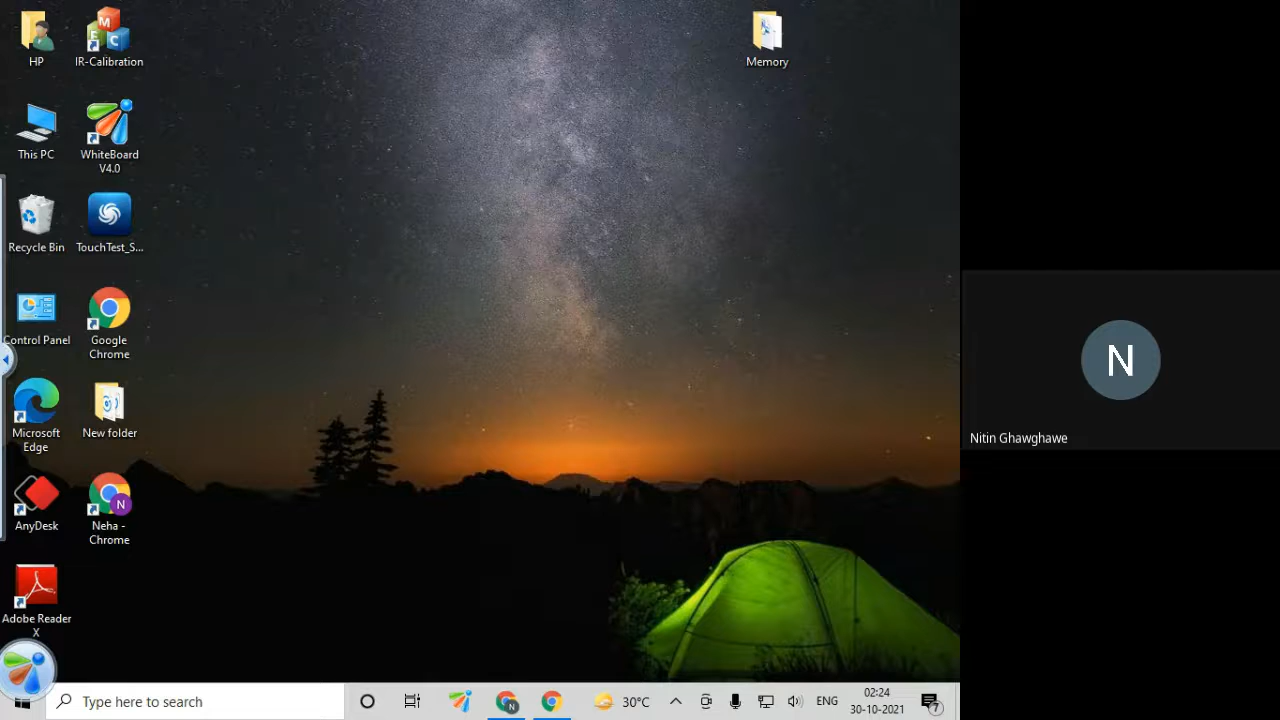 HP
IR-Calibration
Memory
This PC
WhiteBoard
V4.0
Recycle Bin
TouchTest_S...
Control Panel
Google
Chrome
Microsoft
Edge
New folder
AnyDesk
Neha -
Chrome
N
Adobe Reader
X
N
Nitin Ghawghawe
Type here to search
N
30°C
ENG
02:24
30-10-2021
7